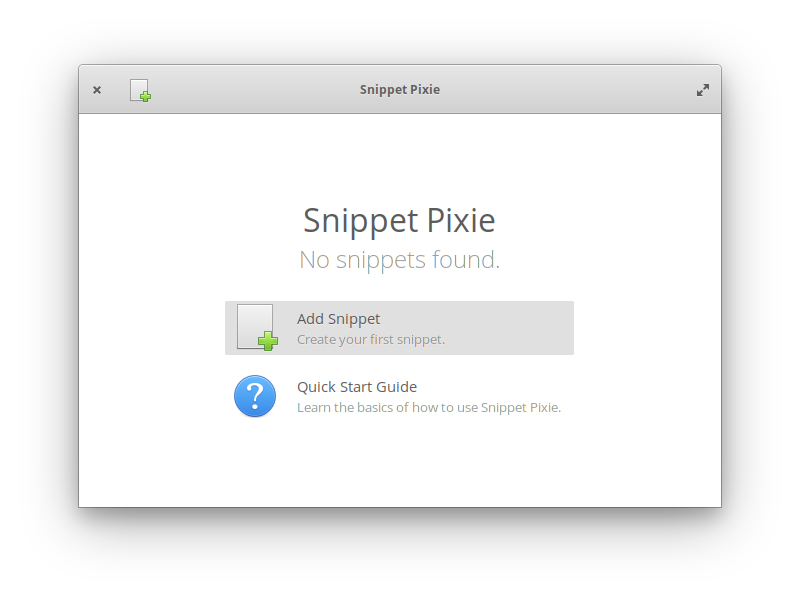 Snippet Pixie
Snippet Pixie
No snippets found.
Add Snippet
Create your first snippet.
?
Quick Start Guide
Learn the basics of how to use Snippet Pixie.